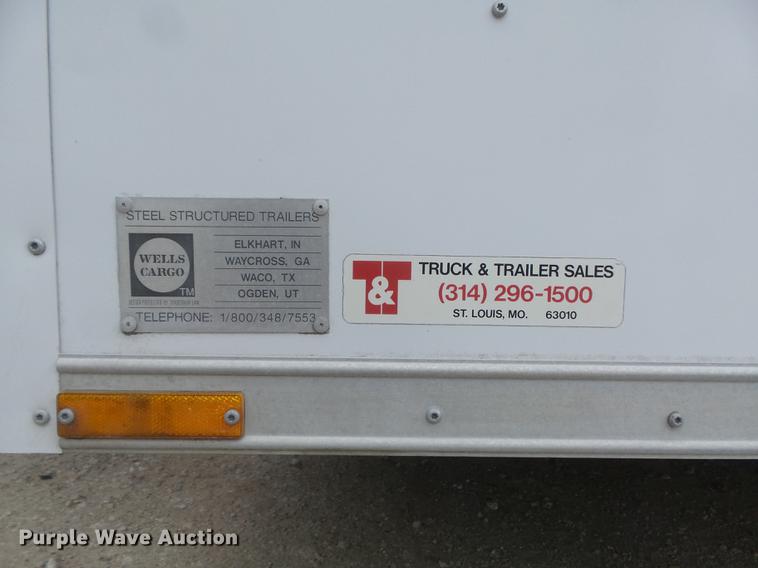 STEEL STRUCTURED TRAILERS
WELLS
CARGO
TM
ELKHART, IN
WAYCROSS, GA
WACO, TX
OGDEN, UT
TELEPHONE: 1/800/348/7553
T&T
TRUCK & TRAILER SALES
(314) 296-1500
ST. LOUIS, MO. 63010
Purple Wave Auction